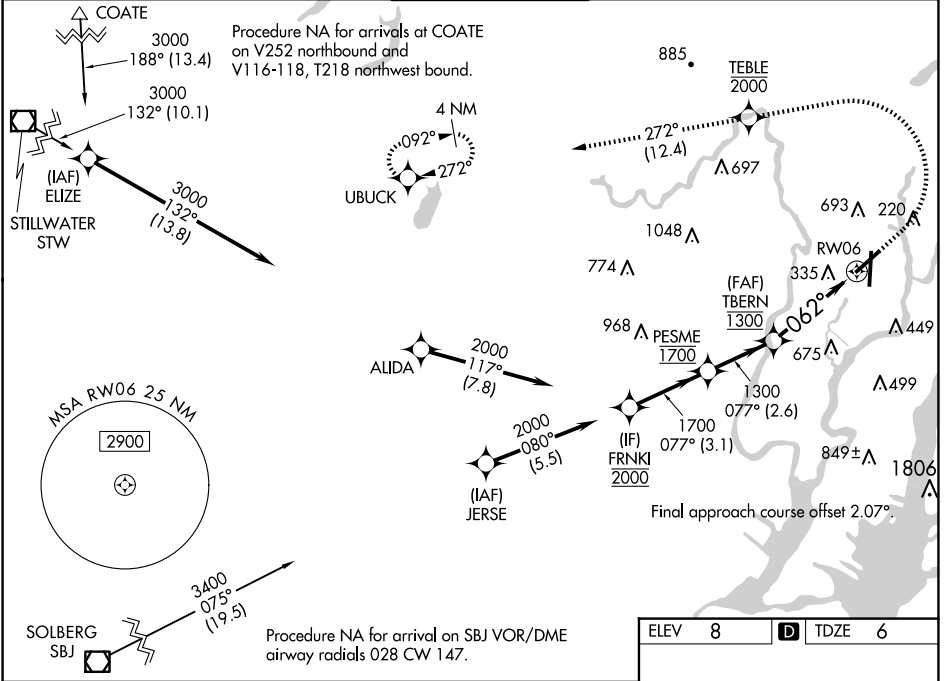 COATE
3000
188° (13.4)
Procedure NA for arrivals at COATE
on V252 northbound and
V116-118, T218 northwest bound.
3000
132° (10.1)
(IAF)
ELIZE
STILLWATER
STW
3000
132°
(13.8)
4 NM
092°
272°
UBUCK
885
TEBLE
2000
272°
(12.4)
697
693
220
1048
RW06
774
335
(FAF)
TBERN
1300
062°
968
PESME
1700
675
449
ALIDA
2000
117°
(7.8)
499
1300
077° (2.6)
MSA RW06 25 NM
2900
2000
080°
(5.5)
(IAF)
JERSE
(IF)
FRNKI
2000
1700
077° (3.1)
849±
1806
Final approach course offset 2.07°.
3400
075°
(19.5)
SOLBERG
SBJ
Procedure NA for arrival on SBJ VOR/DME
airway radials 028 CW 147.
ELEV 8 D TDZE 6